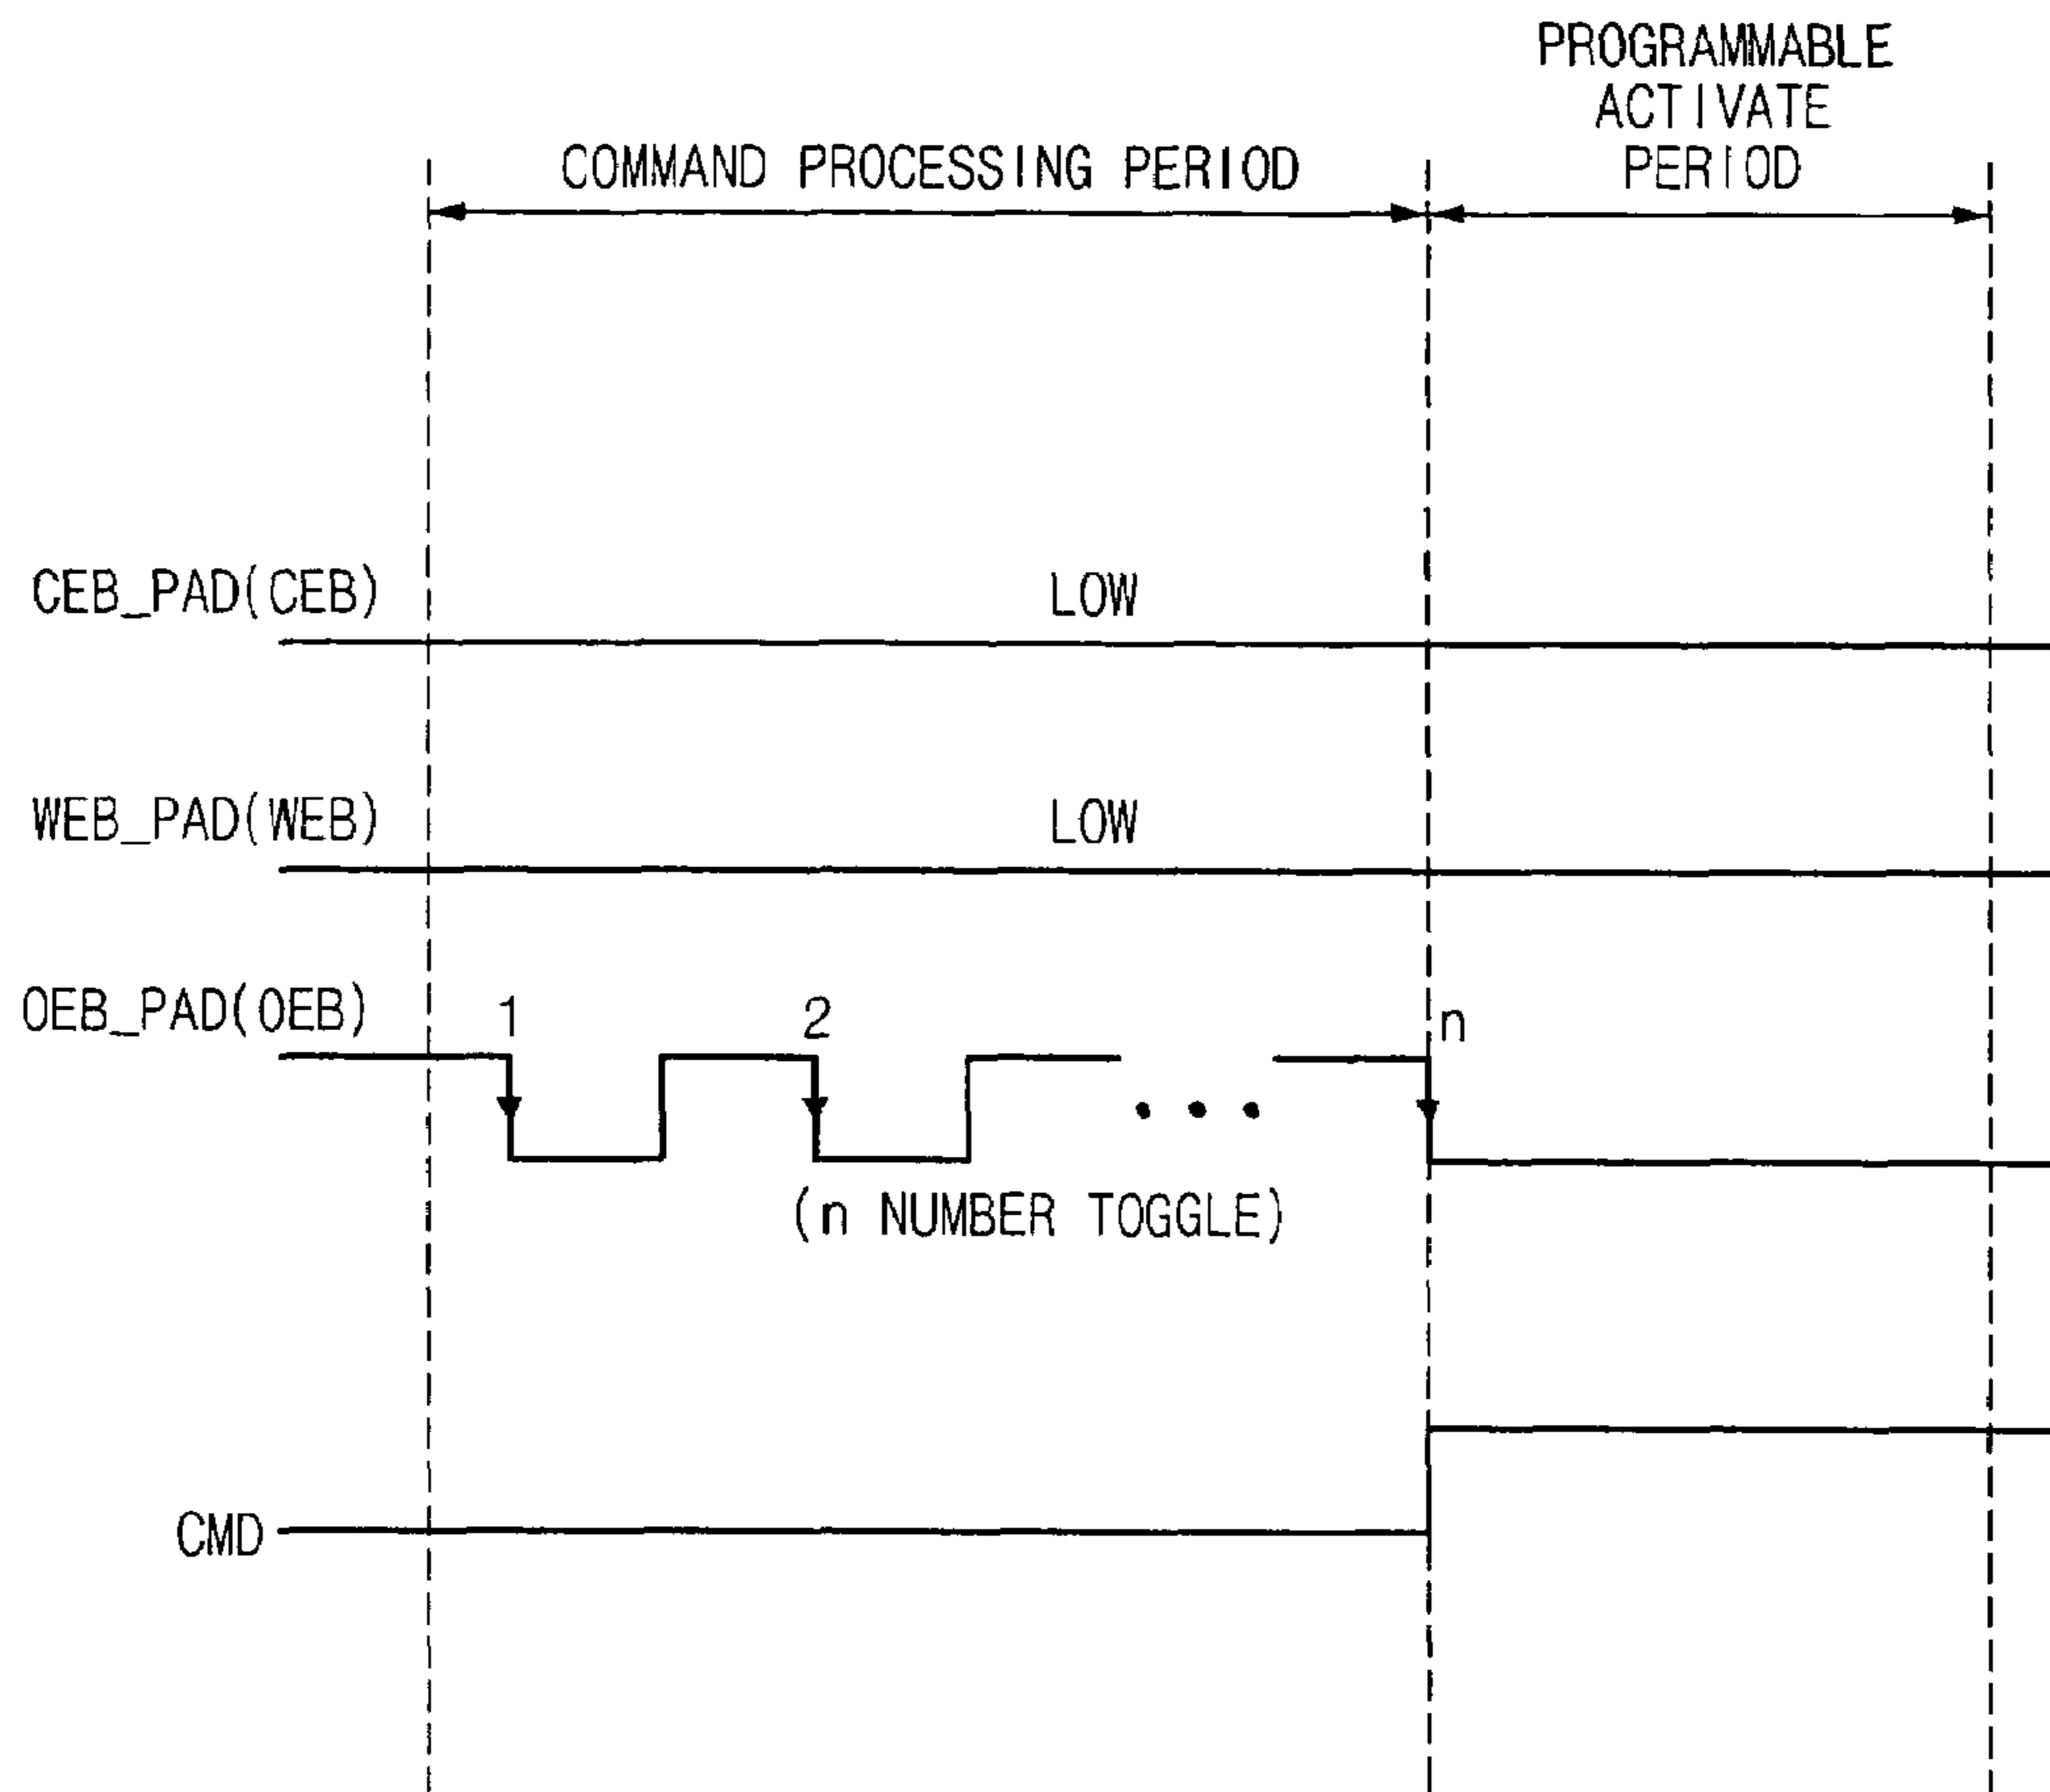 PROGRAMMABLE
ACTIVATE
PERIOD
COMMAND PROCESSING PERIOD
CEB_PAD(CEB)
LOW
WEB_PAD(WEB)
LOW
OEB_PAD(OEB)
1
2
n
(n NUMBER TOGGLE)
CMD